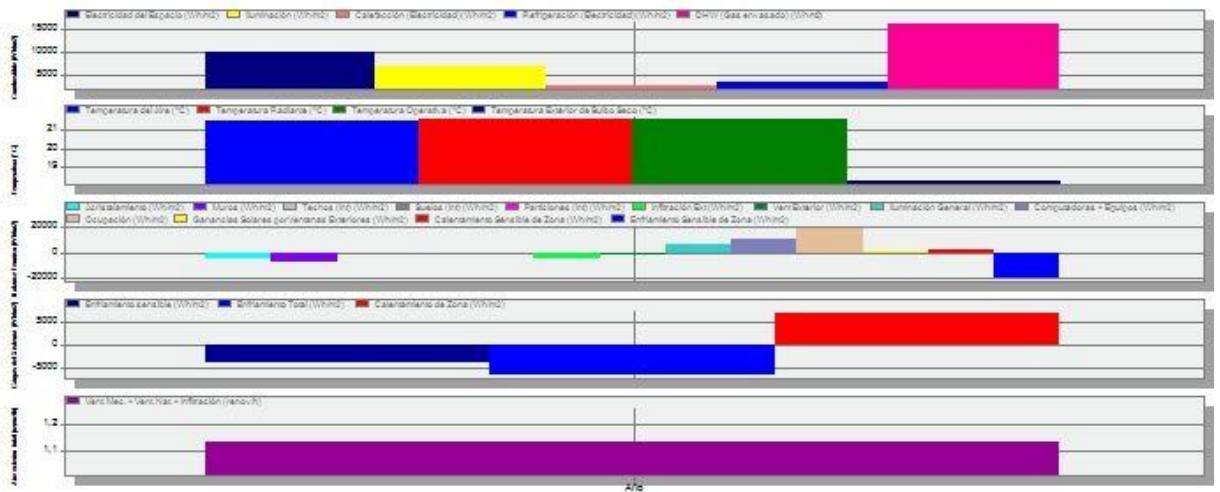 Electricidad del Espacio (Wh/m2) Iluminación (Wh/m2) Calefacción (Electricidad) (Wh/m2) Refrigeración (Electricidad) (Wh/m2) DHW (Gas envasado) (Wh/m2)
15000
10000
5000
Temperatura del Aire (°C) Temperatura Radiante (°C) Temperatura Operativa (°C) Temperatura Exterior de Bulbo Seco (°C)
21
20
19
Acristalamiento (Wh/m2) Muros (Wh/m2) Techos (int) (Wh/m2) Suelos (int) (Wh/m2) Particiones (int) (Wh/m2) Infiltración Ext (Wh/m2) Vent Exterior (Wh/m2) Iluminación General (Wh/m2) Computadoras + Equipos (Wh/m2)
Ocupación (Wh/m2) Ganancias Solares por Ventanas Exteriores (Wh/m2) Calentamiento Sensible de Zona (Wh/m2) Enfriamiento Sensible de Zona (Wh/m2)
20000
0
-20000
Enfriamiento sensible (Wh/m2) Enfriamiento Total (Wh/m2) Calentamiento de Zona (Wh/m2)
5000
0
-5000
Vent Mec. + Vent Nat + Infiltración (renov/h)
1,2
1,1
Año